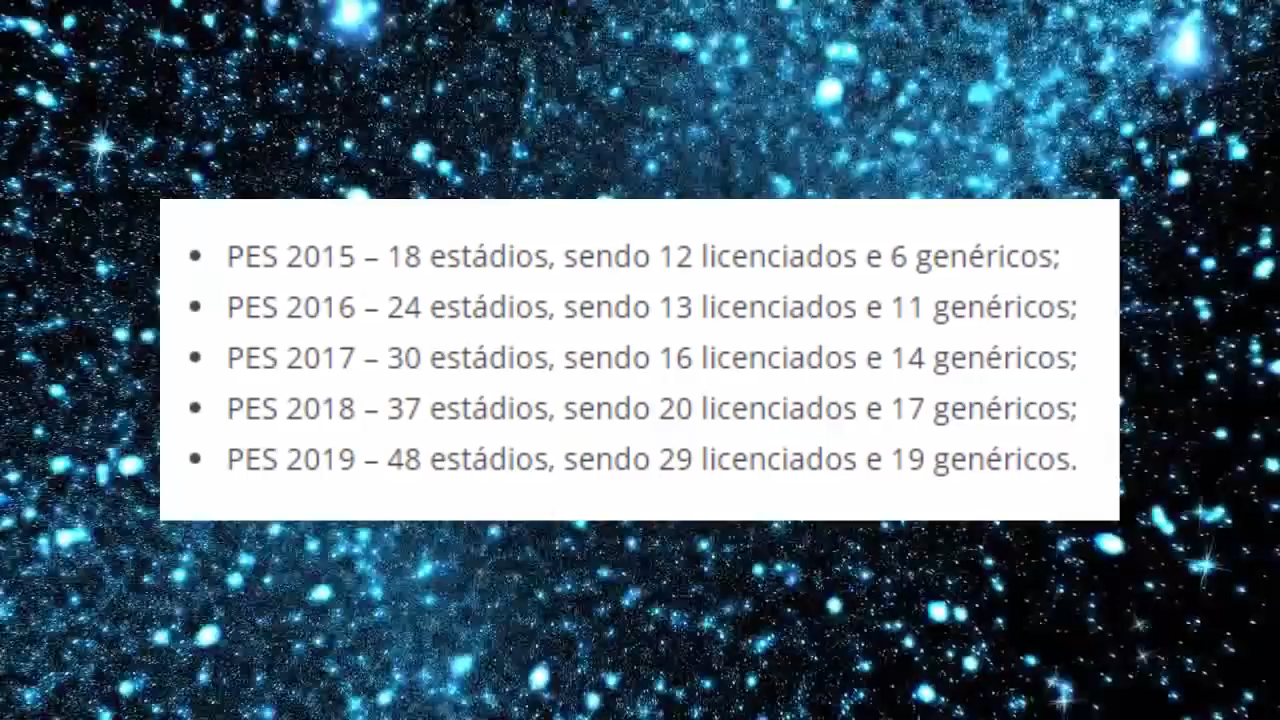 • PES 2015 – 18 estádios, sendo 12 licenciados e 6 genéricos;
• PES 2016 – 24 estádios, sendo 13 licenciados e 11 genéricos;
• PES 2017 – 30 estádios, sendo 16 licenciados e 14 genéricos;
• PES 2018 – 37 estádios, sendo 20 licenciados e 17 genéricos;
• PES 2019 – 48 estádios, sendo 29 licenciados e 19 genéricos.